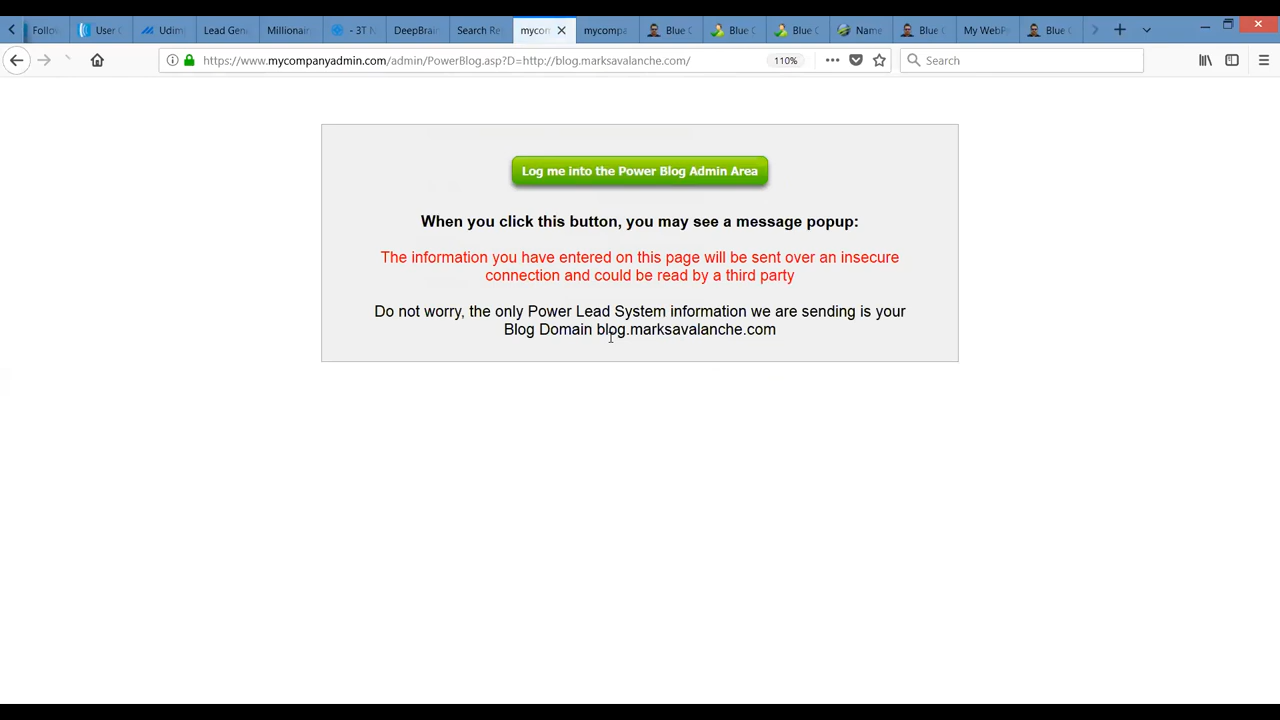 Follo
User C
Udim
Lead Gene
Millionai
- 3T N
DeepBrain
Search Re
mycom
mycompa
Blue C
Blue C
Blue C
Name
Blue C
My WebP
Blue C
https://www.mycompanyadmin.com/admin/PowerBlog.asp?D=http://blog.marksavalanche.com/
110%
Search
Log me into the Power Blog Admin Area
When you click this button, you may see a message popup:
The information you have entered on this page will be sent over an insecure
connection and could be read by a third party
Do not worry, the only Power Lead System information we are sending is your
Blog Domain blog.marksavalanche.com